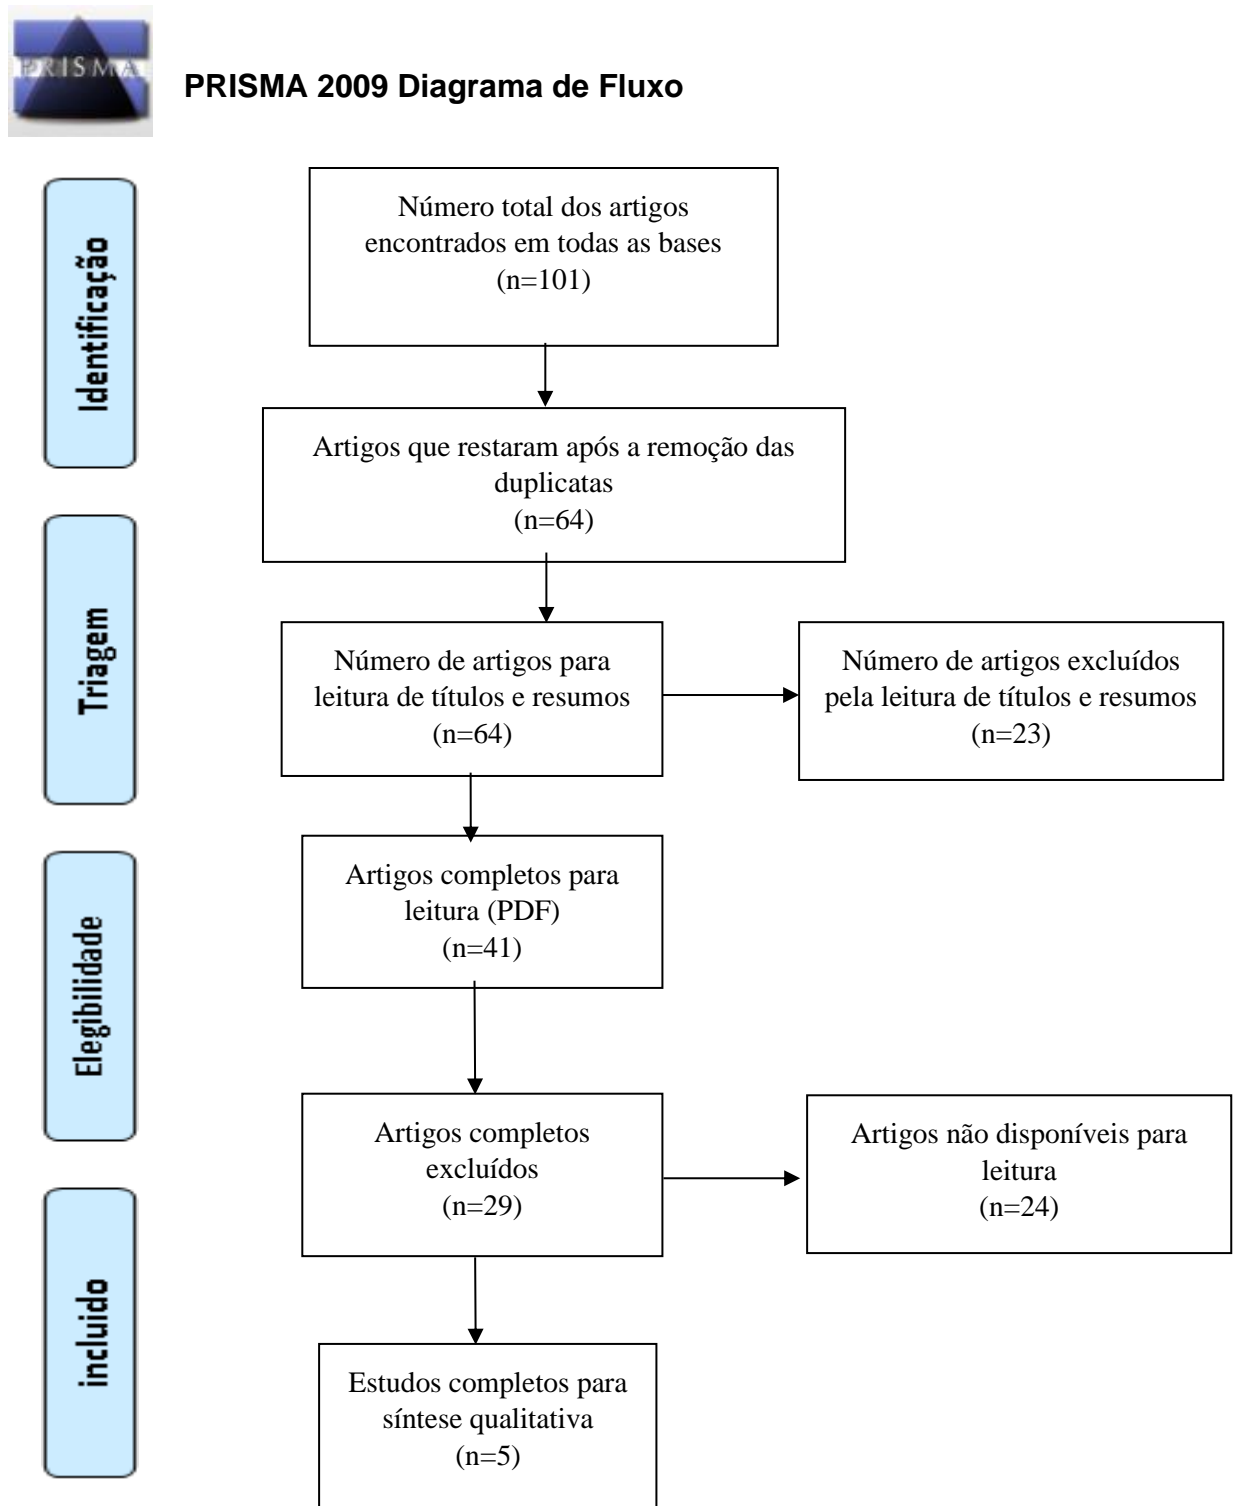 PRISMA
PRISMA 2009 Diagrama de Fluxo
Identificação
Número total dos artigos
encontrados em todas as bases
(n=101)
Artigos que restaram após a remoção das
duplicatas
(n=64)
Triagem
Número de artigos para
leitura de títulos e resumos
(n=64)
Número de artigos excluídos
pela leitura de títulos e resumos
(n=23)
Elegibilidade
Artigos completos para
leitura (PDF)
(n=41)
Artigos completos
excluídos
(n=29)
Artigos não disponíveis para
leitura
(n=24)
incluido
Estudos completos para
síntese qualitativa
(n=5)